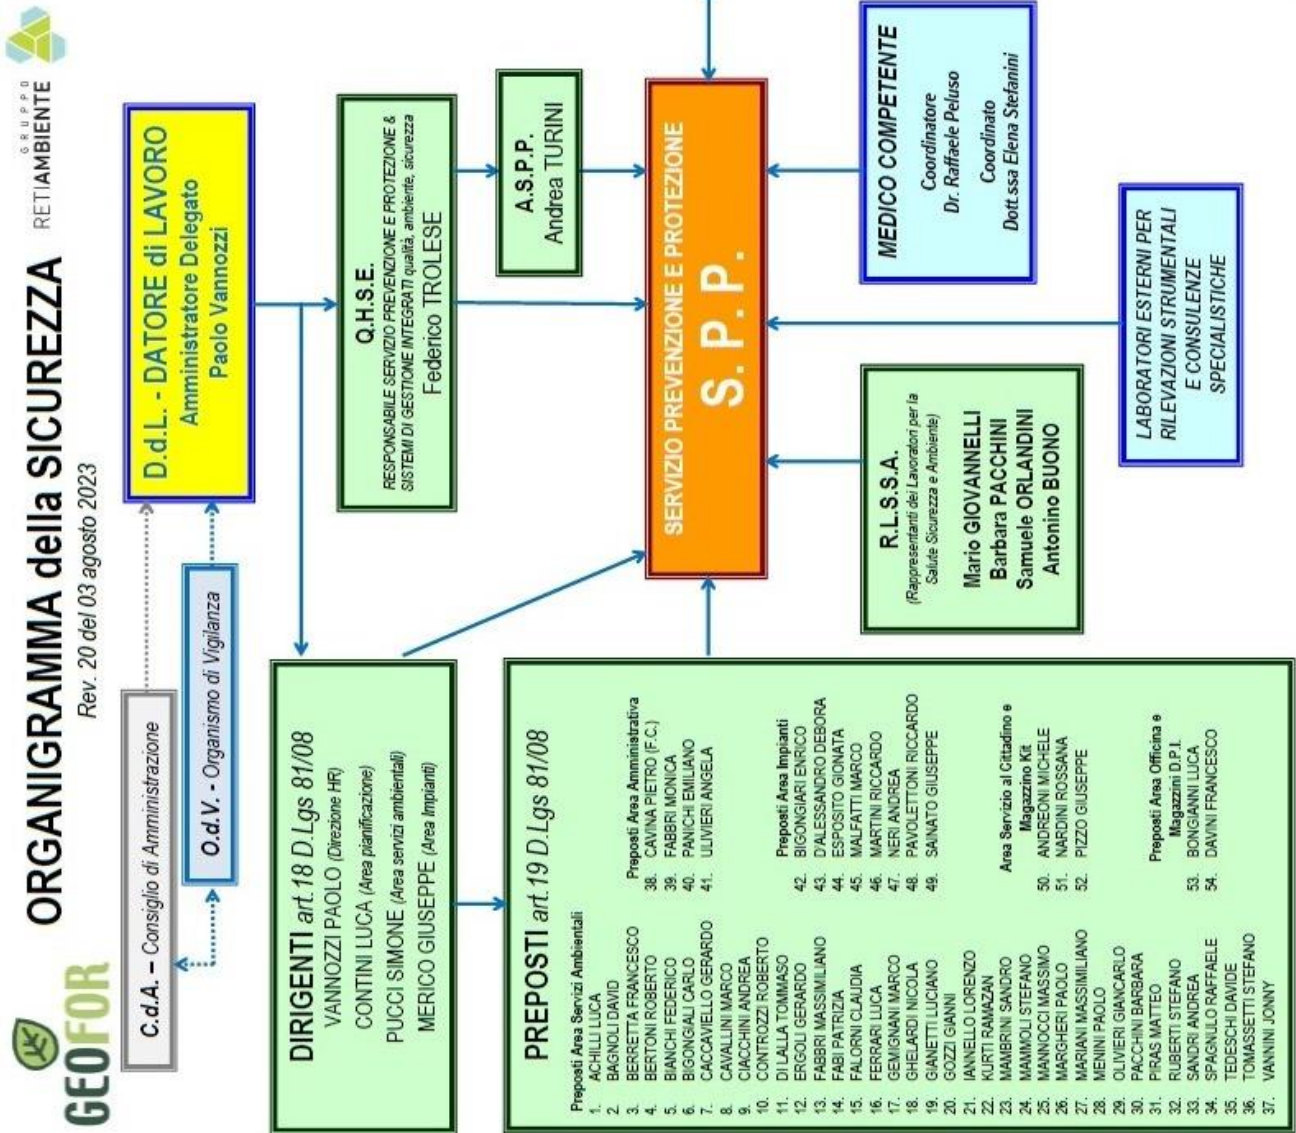 GEOFOR
ORGANIGRAMMA della SICUREZZA
Rev. 20 del 03 agosto 2023
GRUPPO
RETIAMBIENTE
C.d.A. – Consiglio di Amministrazione
O.d.V. - Organismo di Vigilanza
D.d.L. - DATORE di LAVORO
Amministratore Delegato
Paolo Vannozzi
DIRIGENTI art.18 D.Lgs 81/08
VANNOZZI PAOLO (Direzione HR)
CONTINI LUCA (Area pianificazione)
PUCCI SIMONE (Area servizi ambientali)
MERICO GIUSEPPE (Area Impianti)
Q.H.S.E.
RESPONSABILE SERVIZIO PREVENZIONE E PROTEZIONE &
SISTEMI DI GESTIONE INTEGRATI qualità, ambiente, sicurezza
Federico TROLESE
A.S.P.P.
Andrea TURINI
PREPOSTI art.19 D.Lgs 81/08
Preposti Area Servizi Ambientali
1. ACHILLI LUCA
2. BAGNOLI DAVID
3. BERRETTA FRANCESCO
4. BERTONI ROBERTO
5. BIANCHI FEDERICO
6. BIGONGIALI CARLO
7. CACCAVIELLO GERARDO
8. CAVALLINI MARCO
9. CIACCHINI ANDREA
10. CONTROZZI ROBERTO
11. DI LALLA TOMMASO
12. ERGOLI GERARDO
13. FABBRI MASSIMILIANO
14. FABI PATRIZIA
15. FALORNI CLAUDIA
16. FERRARI LUCA
17. GEMIGNANI MARCO
18. GHELARDI NICOLA
19. GIANETTI LUCIANO
20. GOZZI GIANNI
21. IANNELLO LORENZO
22. KURTI RAMAZAN
23. MAMBRINI SANDRO
24. MAMMOLI STEFANO
25. MANNOCCI MASSIMO
26. MARGHERI PAOLO
27. MARIANI MASSIMILIANO
28. MENINI PAOLO
29. OLIVIERI GIANCARLO
30. PACCHINI BARBARA
31. PIRAS MATTEO
32. RUBERTI STEFANO
33. SANDRI ANDREA
34. SPAGNULO RAFFAELE
35. TEDESCHI DAVIDE
36. TOMASSETTI STEFANO
37. VANNINI JONNY
Preposti Area Amministrativa
38. CAVINA PIETRO (F.C.)
39. FABBRI MONICA
40. PANICHI EMILIANO
41. ULIVIERI ANGELA
Preposti Area Impianti
42. BIGONGIARI ENRICO
43. D'ALESSANDRO DEBORA
44. ESPOSITO GIONATA
45. MALFATTI MARCO
46. MARTINI RICCARDO
47. NERI ANDREA
48. PAVOLETTONI RICCARDO
49. SAINATO GIUSEPPE
Area Servizio al Cittadino e
Magazzino Kit
50. ANDREONI MICHELE
51. NARDINI ROSSANA
52. PIZZO GIUSEPPE
Preposti Area Officina e
Magazzini D.P.I.
53. BONGIANNI LUCA
54. DAVINI FRANCESCO
SERVIZIO PREVENZIONE E PROTEZIONE
S. P. P.
R.L.S.S.A.
(Rappresentanti dei Lavoratori per la
Salute Sicurezza e Ambiente)
Mario GIOVANNELLI
Barbara PACCHINI
Samuele ORLANDINI
Antonino BUONO
MEDICO COMPETENTE
Coordinatore
Dr. Raffaele Peluso
Coordinato
Dott.ssa Elena Stefanini
LABORATORI ESTERNI PER
RILEVAZIONI STRUMENTALI
E CONSULENZE
SPECIALISTICHE